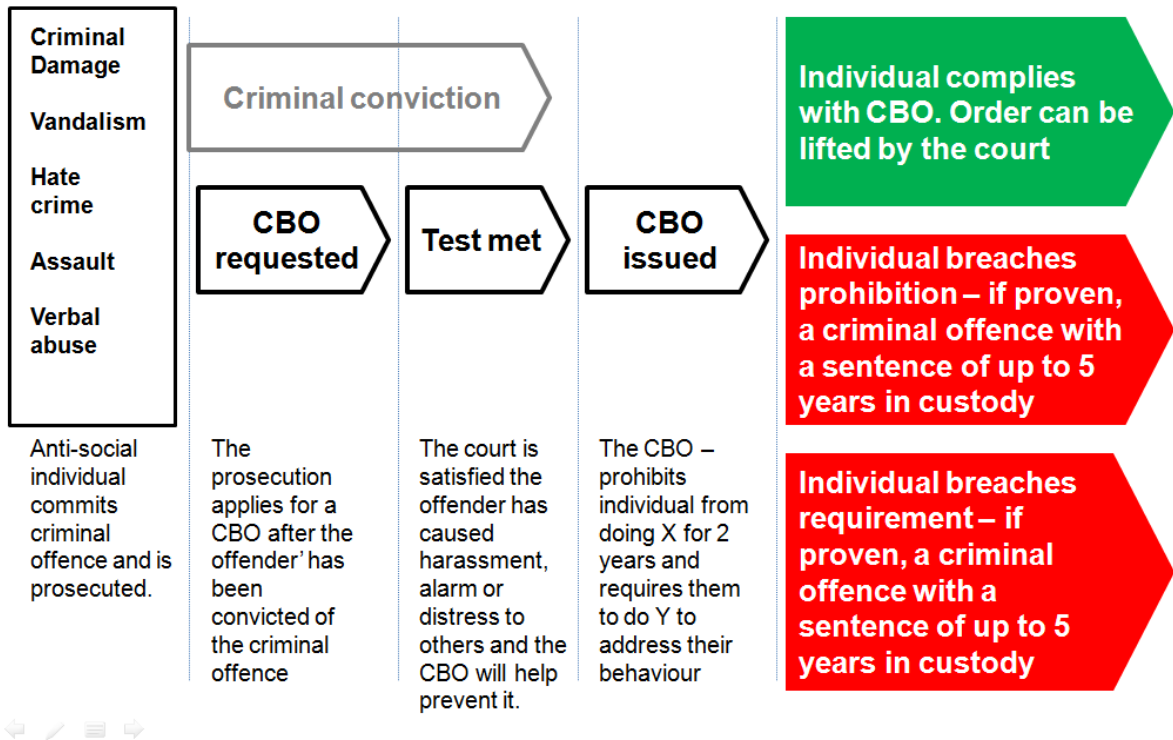 Criminal
Damage
Vandalism
Hate
crime
Assault
Verbal
abuse
Anti-social
individual
commits
criminal
offence and is
prosecuted.
Criminal conviction
CBO
requested
The
prosecution
applies for a
CBO after the
offender’ has
been
convicted of
the criminal
offence
Test met
The court is
satisfied the
offender has
caused
harassment,
alarm or
distress to
others and the
CBO will help
prevent it.
CBO
issued
The CBO –
prohibits
individual from
doing X for 2
years and
requires them
to do Y to
address their
behaviour
Individual complies
with CBO. Order can be
lifted by the court
Individual breaches
prohibition – if proven,
a criminal offence with
a sentence of up to 5
years in custody
Individual breaches
requirement – if
proven, a criminal
offence with a
sentence of up to 5
years in custody